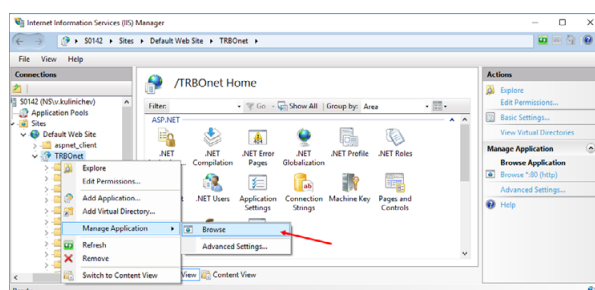 Internet Information Services (IIS) Manager
S0142 ▸ Sites ▸ Default Web Site ▸ TRBOnet ▸
File View Help
Connections
S0142 (NS\v.kulinichev)
Application Pools
Sites
Default Web Site
aspnet_client
TRBOnet
Explore
Edit Permissions...
Add Application...
Add Virtual Directory...
Manage Application
Refresh
Remove
Switch to Content View
Browse
Advanced Settings...
/TRBOnet Home
Filter: Go Show All Group by: Area
ASP.NET
.NET
.NET Compilation
.NET Error Pages
.NET Globalization
.NET Profile
.NET Roles
.NET Users
Application Settings
Connection Strings
Machine Key
Pages and Controls
View Content View
Actions
Explore
Edit Permissions...
Basic Settings...
View Virtual Directories
Manage Application
Browse Application
Browse *:80 (http)
Advanced Settings...
Help